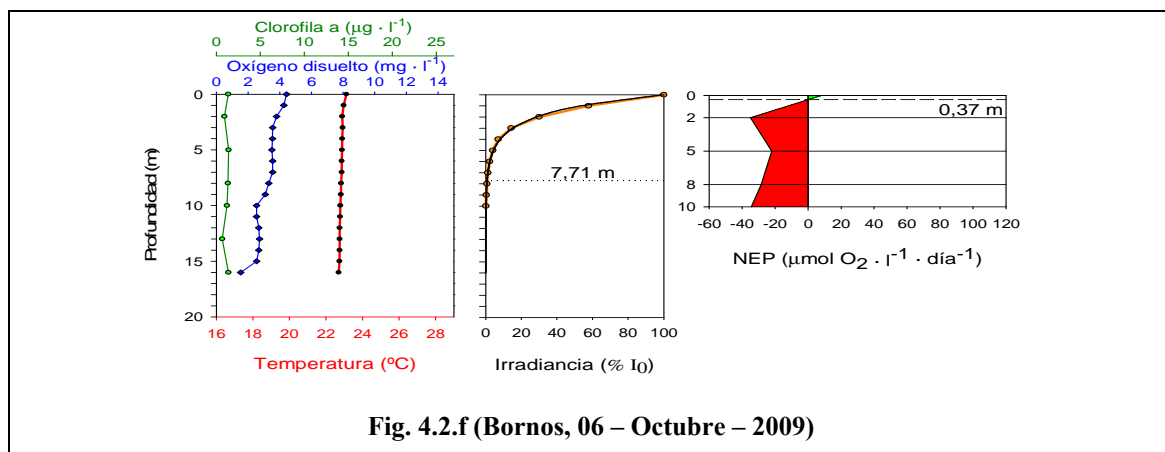 Clorofila a (μg · l⁻¹)
0 5 10 15 20 25
Oxígeno disuelto (mg · l⁻¹)
0 2 4 6 8 10 12 14
Profundidad (m)
0
5
10
15
20
16 18 20 22 24 26 28
Temperatura (ºC)
7,71 m
0 20 40 60 80 100
Irradiancia (% I₀)
0
2
5
8
10
0,37 m
-60 -40 -20 0 20 40 60 80 100 120
NEP (μmol O₂ · l⁻¹ · día⁻¹)
Fig. 4.2.f (Bornos, 06 – Octubre – 2009)